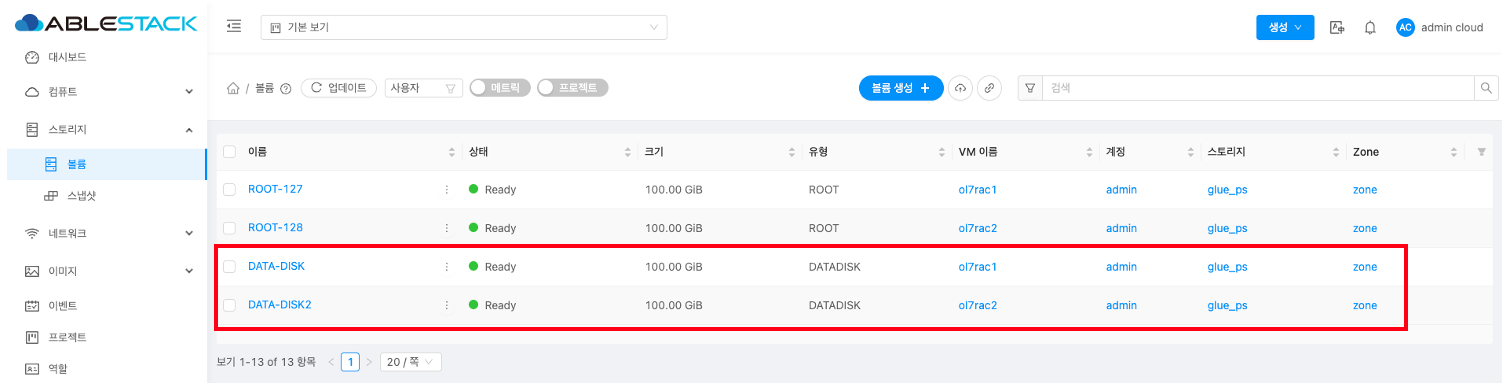 ABLESTACK
기본 보기
생성
AC admin cloud
대시보드
컴퓨트
스토리지
볼륨
스냅샷
네트워크
이미지
이벤트
프로젝트
역할
/ 볼륨 업데이트 사용자 메트릭 프로젝트 볼륨 생성 + 검색
이름 상태 크기 유형 VM 이름 계정 스토리지 Zone
ROOT-127 Ready 100.00 GiB ROOT ol7rac1 admin glue_ps zone
ROOT-128 Ready 100.00 GiB ROOT ol7rac2 admin glue_ps zone
DATA-DISK Ready 100.00 GiB DATADISK ol7rac1 admin glue_ps zone
DATA-DISK2 Ready 100.00 GiB DATADISK ol7rac2 admin glue_ps zone
보기 1-13 of 13 항목 < 1 > 20 / 쪽